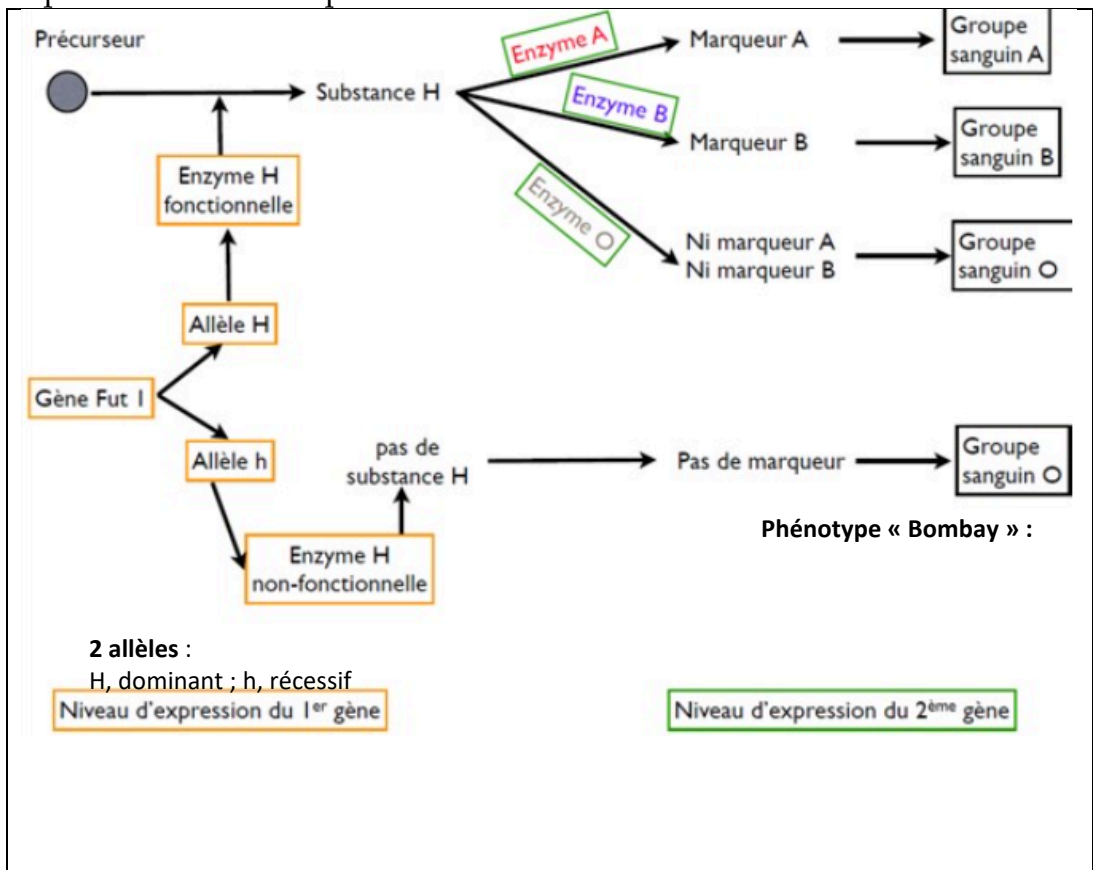 Précurseur
Substance H
Enzyme A
Marqueur A
Groupe
sanguin A
Enzyme B
Marqueur B
Groupe
sanguin B
Enzyme O
Ni marqueur A
Ni marqueur B
Groupe
sanguin O
Enzyme H
fonctionnelle
Allèle H
Gène Fut 1
Allèle h
pas de
substance H
Pas de marqueur
Groupe
sanguin O
Phénotype « Bombay » :
Enzyme H
non-fonctionnelle
2 allèles :
H, dominant ; h, récessif
Niveau d'expression du 1er gène
Niveau d'expression du 2ème gène